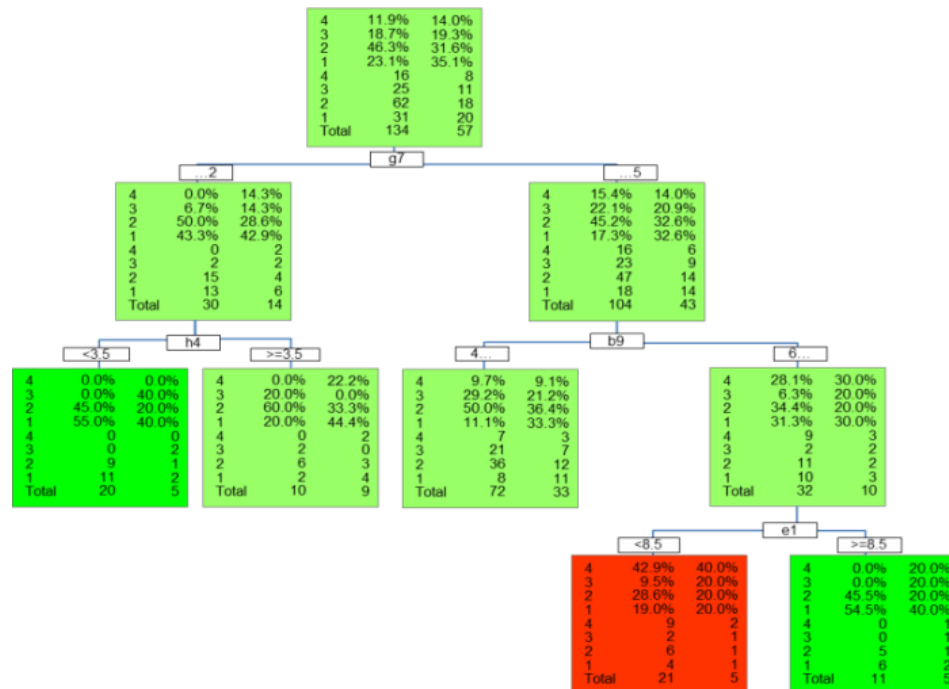 4 11.9% 14.0%
3 18.7% 19.3%
2 46.3% 31.6%
1 23.1% 35.1%
4 16 8
3 25 11
2 62 18
1 31 20
Total 134 57
g7
...2
4 0.0% 14.3%
3 6.7% 14.3%
2 50.0% 28.6%
1 43.3% 42.9%
4 0 2
3 2 2
2 15 4
1 13 6
Total 30 14
...5
4 15.4% 14.0%
3 22.1% 20.9%
2 45.2% 32.6%
1 17.3% 32.6%
4 16 6
3 23 9
2 47 14
1 18 14
Total 104 43
h4
<3.5
4 0.0% 0.0%
3 0.0% 40.0%
2 45.0% 20.0%
1 55.0% 40.0%
4 0 0
3 0 2
2 9 1
1 11 2
Total 20 5
>=3.5
4 0.0% 22.2%
3 20.0% 0.0%
2 60.0% 33.3%
1 20.0% 44.4%
4 0 2
3 2 0
2 6 3
1 2 4
Total 10 9
b9
4...
4 9.7% 9.1%
3 29.2% 21.2%
2 50.0% 36.4%
1 11.1% 33.3%
4 7 3
3 21 7
2 36 12
1 8 11
Total 72 33
6...
4 28.1% 30.0%
3 6.3% 20.0%
2 34.4% 20.0%
1 31.3% 30.0%
4 9 3
3 2 2
2 11 2
1 10 3
Total 32 10
e1
<8.5
4 42.9% 40.0%
3 9.5% 20.0%
2 28.6% 20.0%
1 19.0% 20.0%
4 9 2
3 2 1
2 6 1
1 4 1
Total 21 5
>=8.5
4 0.0% 20.0%
3 0.0% 20.0%
2 45.5% 20.0%
1 54.5% 40.0%
4 0 1
3 0 1
2 5 1
1 6
Total 11